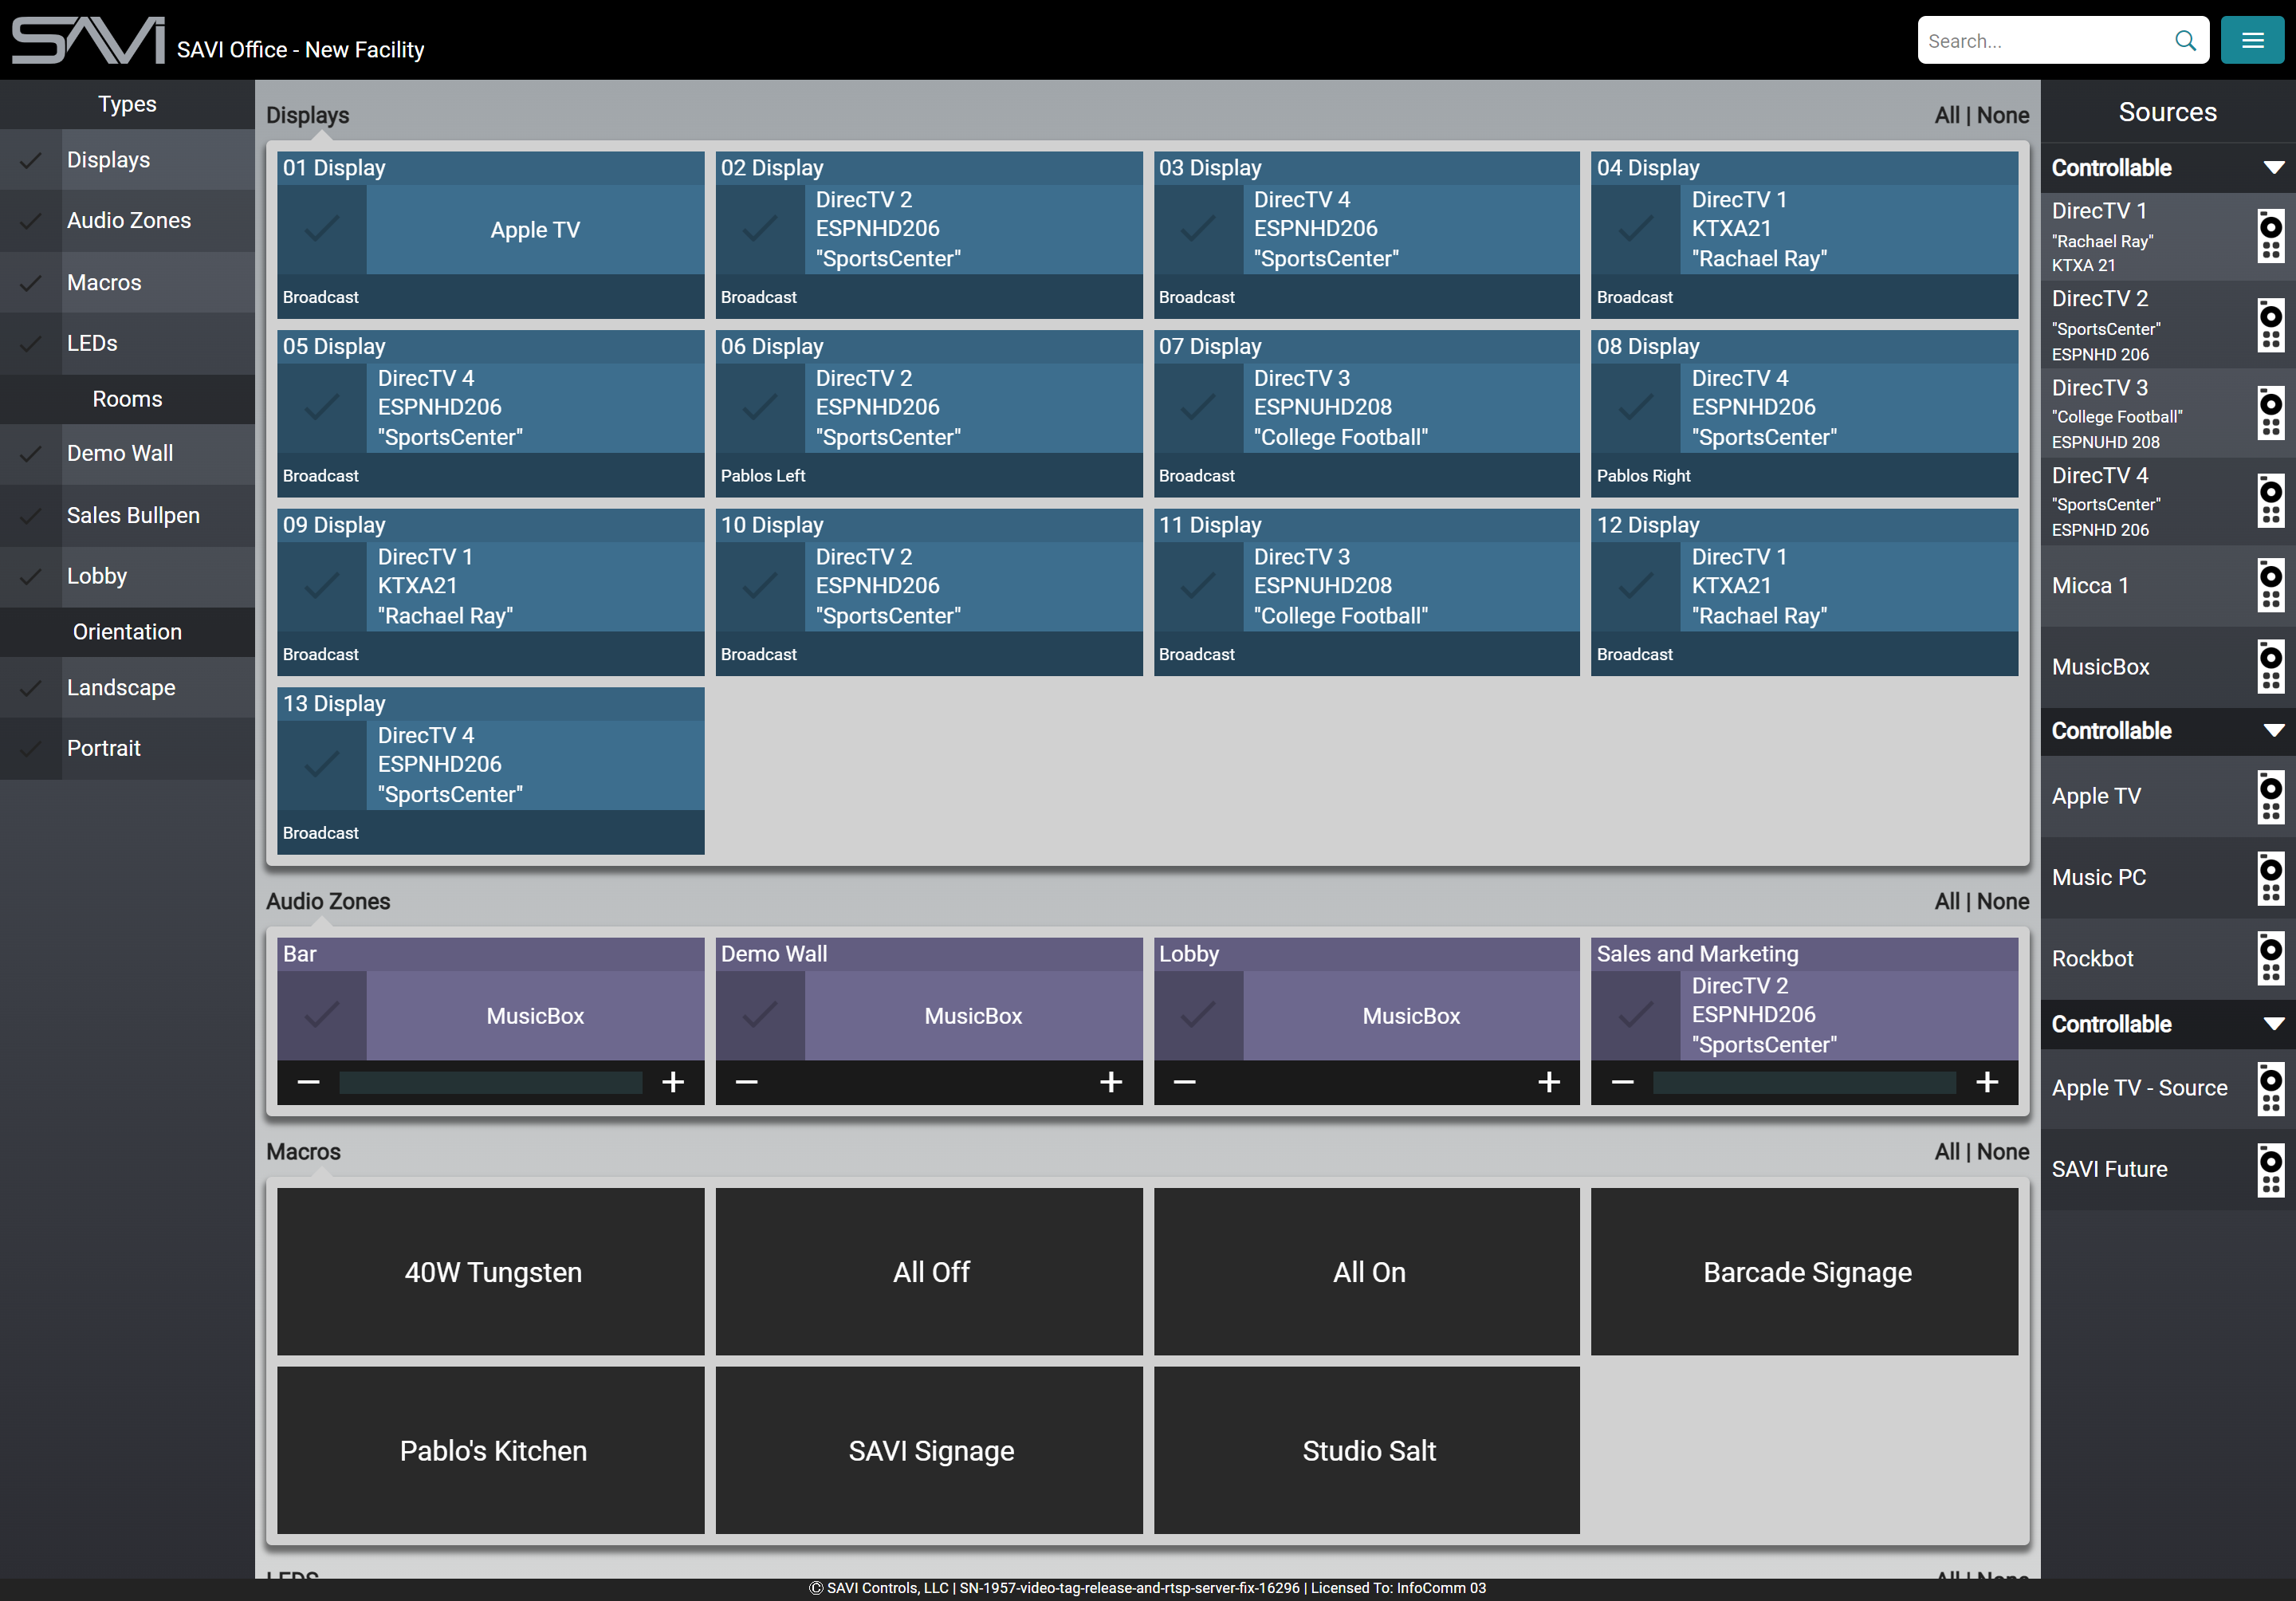 SAVI SAVI Office - New Facility
Search...
Types
Displays
Audio Zones
Macros
LEDs
Rooms
Demo Wall
Sales Bullpen
Lobby
Orientation
Landscape
Portrait
Displays
All | None
01 Display
Apple TV
Broadcast
02 Display
DirecTV 2
ESPNHD206
"SportsCenter"
Broadcast
03 Display
DirecTV 4
ESPNHD206
"SportsCenter"
Broadcast
04 Display
DirecTV 1
KTXA21
"Rachael Ray"
Broadcast
05 Display
DirecTV 4
ESPNHD206
"SportsCenter"
Broadcast
06 Display
DirecTV 2
ESPNHD206
"SportsCenter"
Pablos Left
07 Display
DirecTV 3
ESPNUHD208
"College Football"
Broadcast
08 Display
DirecTV 4
ESPNHD206
"SportsCenter"
Pablos Right
09 Display
DirecTV 1
KTXA21
"Rachael Ray"
Broadcast
10 Display
DirecTV 2
ESPNHD206
"SportsCenter"
Broadcast
11 Display
DirecTV 3
ESPNUHD208
"College Football"
Broadcast
12 Display
DirecTV 1
KTXA21
"Rachael Ray"
Broadcast
13 Display
DirecTV 4
ESPNHD206
"SportsCenter"
Broadcast
Audio Zones
All | None
Bar
MusicBox
Demo Wall
MusicBox
Lobby
MusicBox
Sales and Marketing
DirecTV 2
ESPNHD206
"SportsCenter"
Macros
All | None
40W Tungsten
All Off
All On
Barcade Signage
Pablo's Kitchen
SAVI Signage
Studio Salt
LEDS
All | None
Sources
Controllable
DirecTV 1
"Rachael Ray"
KTXA 21
DirecTV 2
"SportsCenter"
ESPNHD 206
DirecTV 3
"College Football"
ESPNUHD 208
DirecTV 4
"SportsCenter"
ESPNHD 206
Micca 1
MusicBox
Controllable
Apple TV
Music PC
Rockbot
Controllable
Apple TV - Source
SAVI Future
© SAVI Controls, LLC | SN-1957-video-tag-release-and-rtsp-server-fix-16296 | Licensed To: InfoComm 03